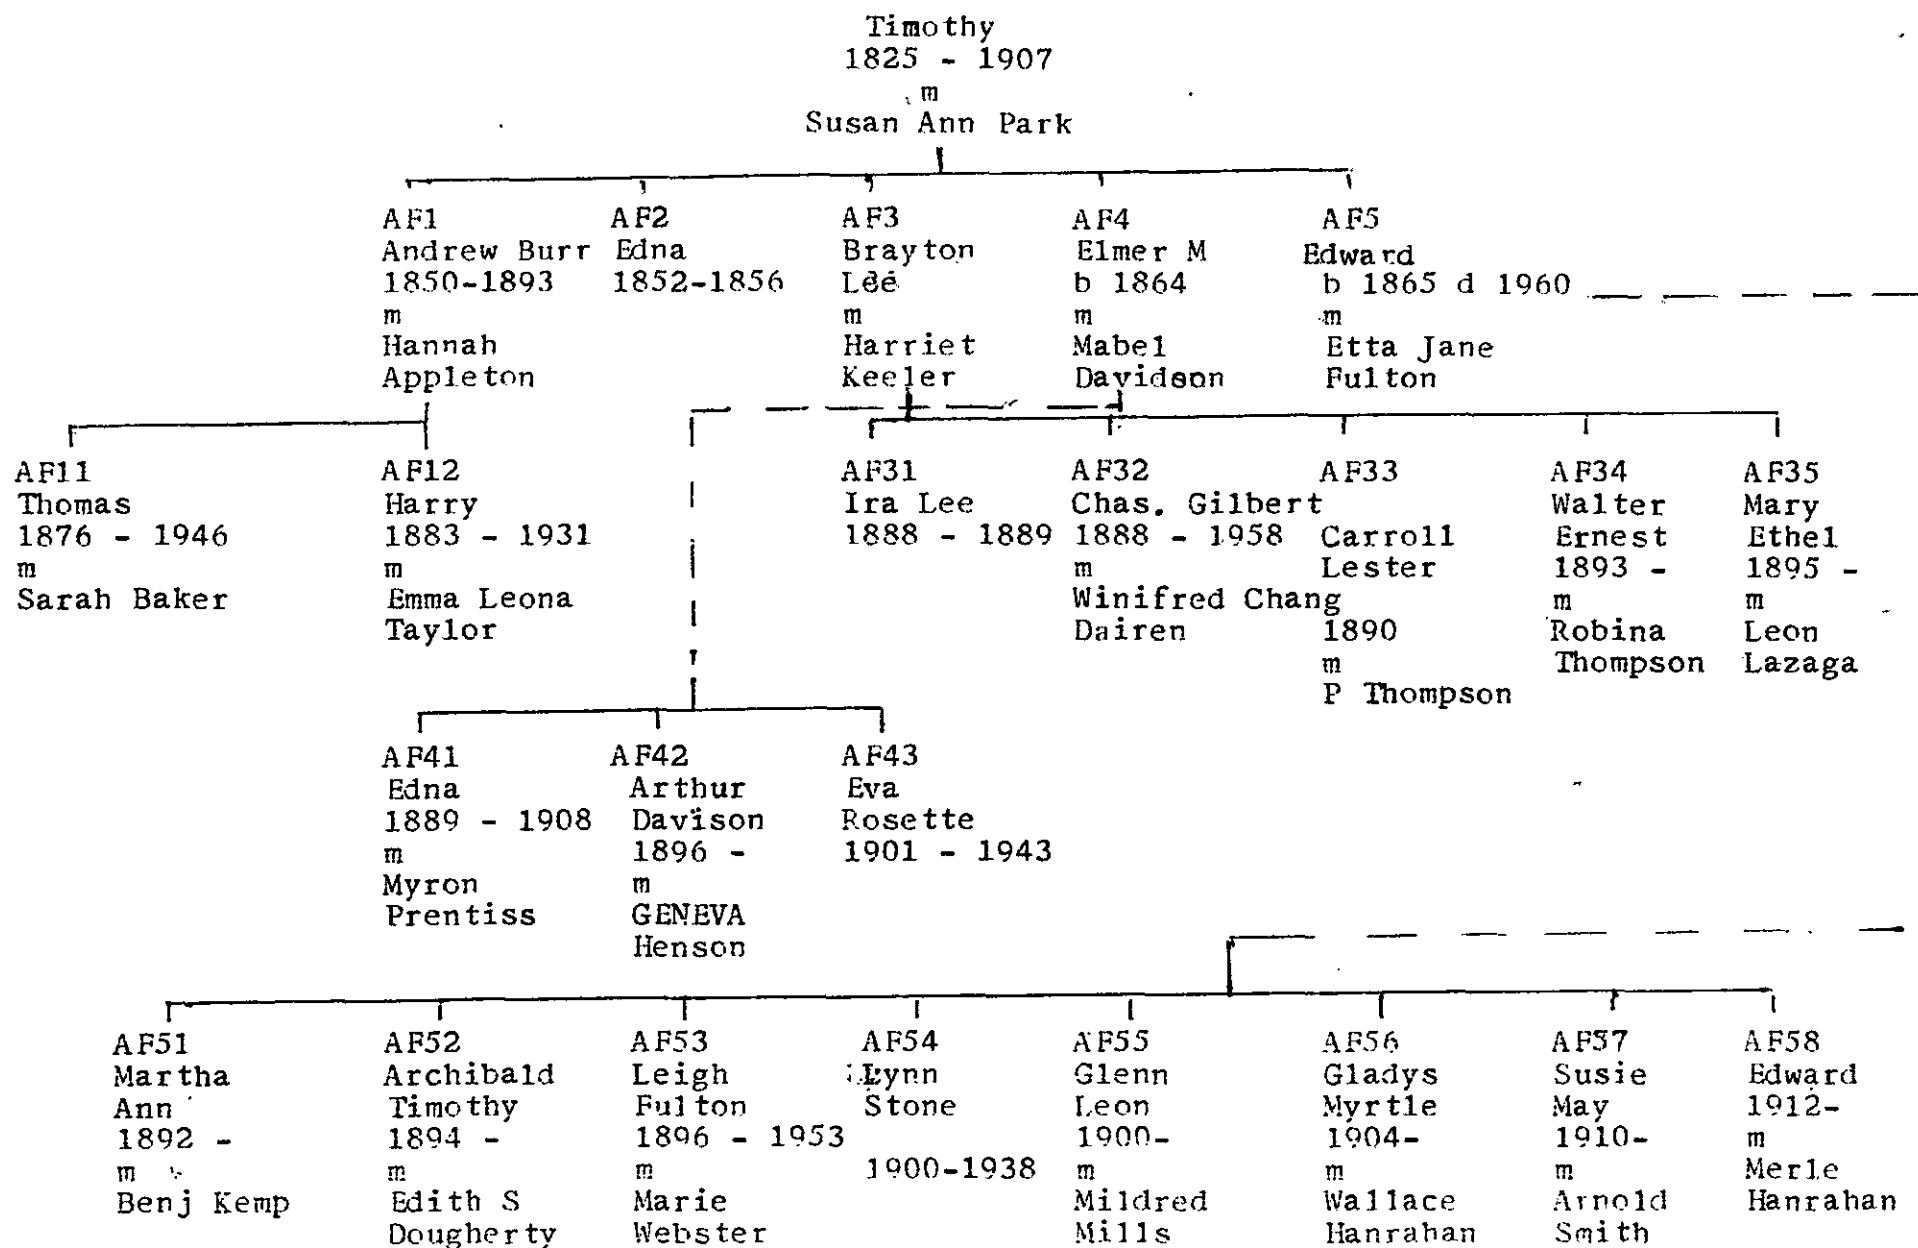 Timothy
1825 - 1907
m
Susan Ann Park
AF1
Andrew Burr
1850-1893
m
Hannah
Appleton
AF2
Edna
1852-1856
AF3
Brayton
Lee
m
Harriet
Keeler
AF4
Elmer M
b 1864
m
Mabel
Davidson
AF5
Edward
b 1865 d 1960
m
Etta Jane
Fulton
AF11
Thomas
1876 - 1946
m
Sarah Baker
AF12
Harry
1883 - 1931
m
Emma Leona
Taylor
AF31
Ira Lee
1888 - 1889
AF32
Chas. Gilbert
1888 - 1958
m
Winifred Chang
Dairen
AF33
Carroll
Lester
1890
m
P Thompson
AF34
Walter
Ernest
1893 -
m
Robina
Thompson
AF35
Mary
Ethel
1895 -
m
Leon
Lazaga
AF41
Edna
1889 - 1908
m
Myron
Prentiss
AF42
Arthur
Davison
1896 -
m
GENEVA
Henson
AF43
Eva
Rosette
1901 - 1943
AF51
Martha
Ann
1892 -
m
Benj Kemp
AF52
Archibald
Timothy
1894 -
m
Edith S
Dougherty
AF53
Leigh
Fulton
1896 - 1953
m
Marie
Webster
AF54
Lynn
Stone
1900-1938
AF55
Glenn
Leon
1900-
m
Mildred
Mills
AF56
Gladys
Myrtle
1904-
m
Wallace
Hanrahan
AF57
Susie
May
1910-
m
Arnold
Smith
AF58
Edward
1912-
m
Merle
Hanrahan